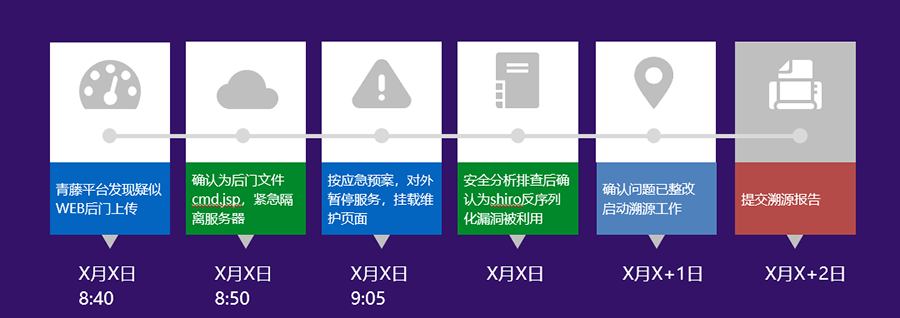 青藤平台发现疑似
WEB后门上传
确认为后门文件
cmd.jsp，紧急隔
离服务器
按应急预案，对外
暂停服务，挂载维
护页面
安全分析排查后确
认为shiro反序列
化漏洞被利用
确认问题已整改
启动溯源工作
提交溯源报告
X月X日
8:40
X月X日
8:50
X月X日
9:05
X月X日
X月X+1日
X月X+2日